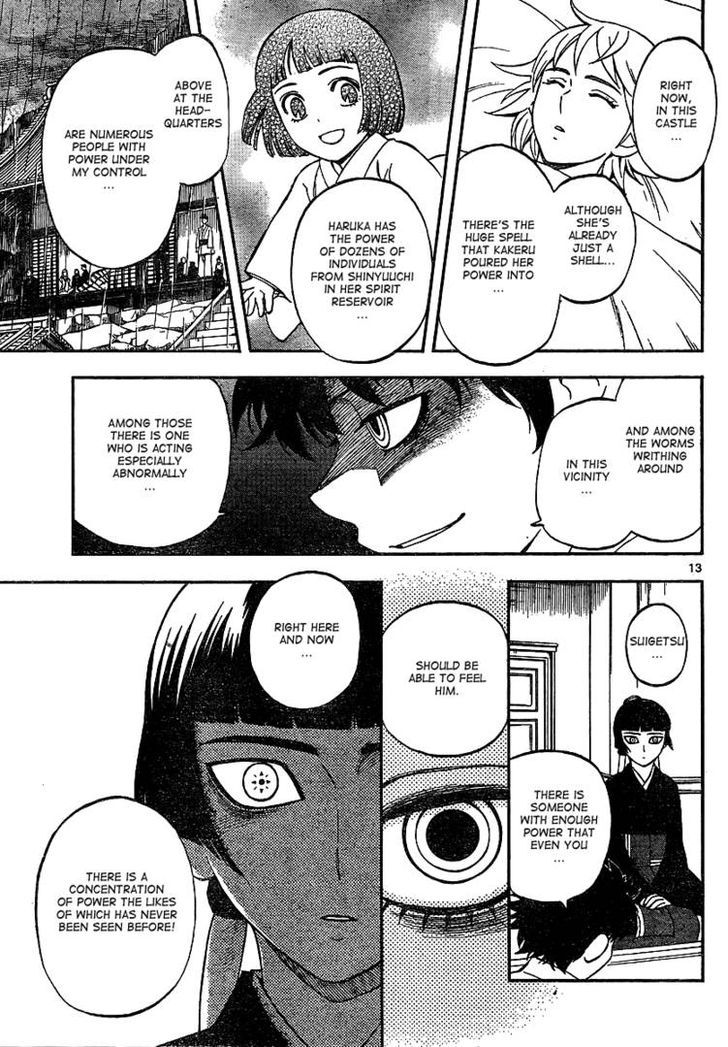 RIGHT
NOW,
IN THIS
CASTLE
...
ALTHOUGH
SHE'S
ALREADY
JUST
A
SHELL...
THERE'S THE
HUGE SPELL
THAT KAKERU
POURED HER
POWER INTO
...
HARUKA HAS
THE POWER
OF DOZENS OF
INDIVIDUALS
FROM SHINYUUCHI
IN HER SPIRIT
RESERVOIR
...
ABOVE
AT THE
HEAD-
QUARTERS
ARE NUMEROUS
PEOPLE WITH
POWER UNDER
MY CONTROL
...
AND AMONG
THE WORMS
WRITHING
AROUND
IN THIS
VICINITY
AMONG THOSE
THERE IS ONE
WHO IS ACTING
ESPECIALLY
ABNORMALLY
...
13
SUIGETSU
...
THERE IS
SOMEONE
WITH ENOUGH
POWER THAT
EVEN YOU
...
SHOULD BE
ABLE TO FEEL
HIM.
RIGHT HERE
AND NOW
...
THERE IS A
CONCENTRATION
OF POWER THE LIKES
OF WHICH HAS NEVER
BEEN SEEN BEFORE!